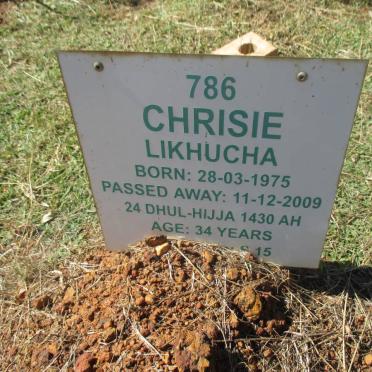 786
CHRISIE
LIKHUCHA
BORN: 28-03-1975
PASSED AWAY: 11-12-2009
24 DHUL-HIJJA 1430 AH
AGE: 34 YEARS
15